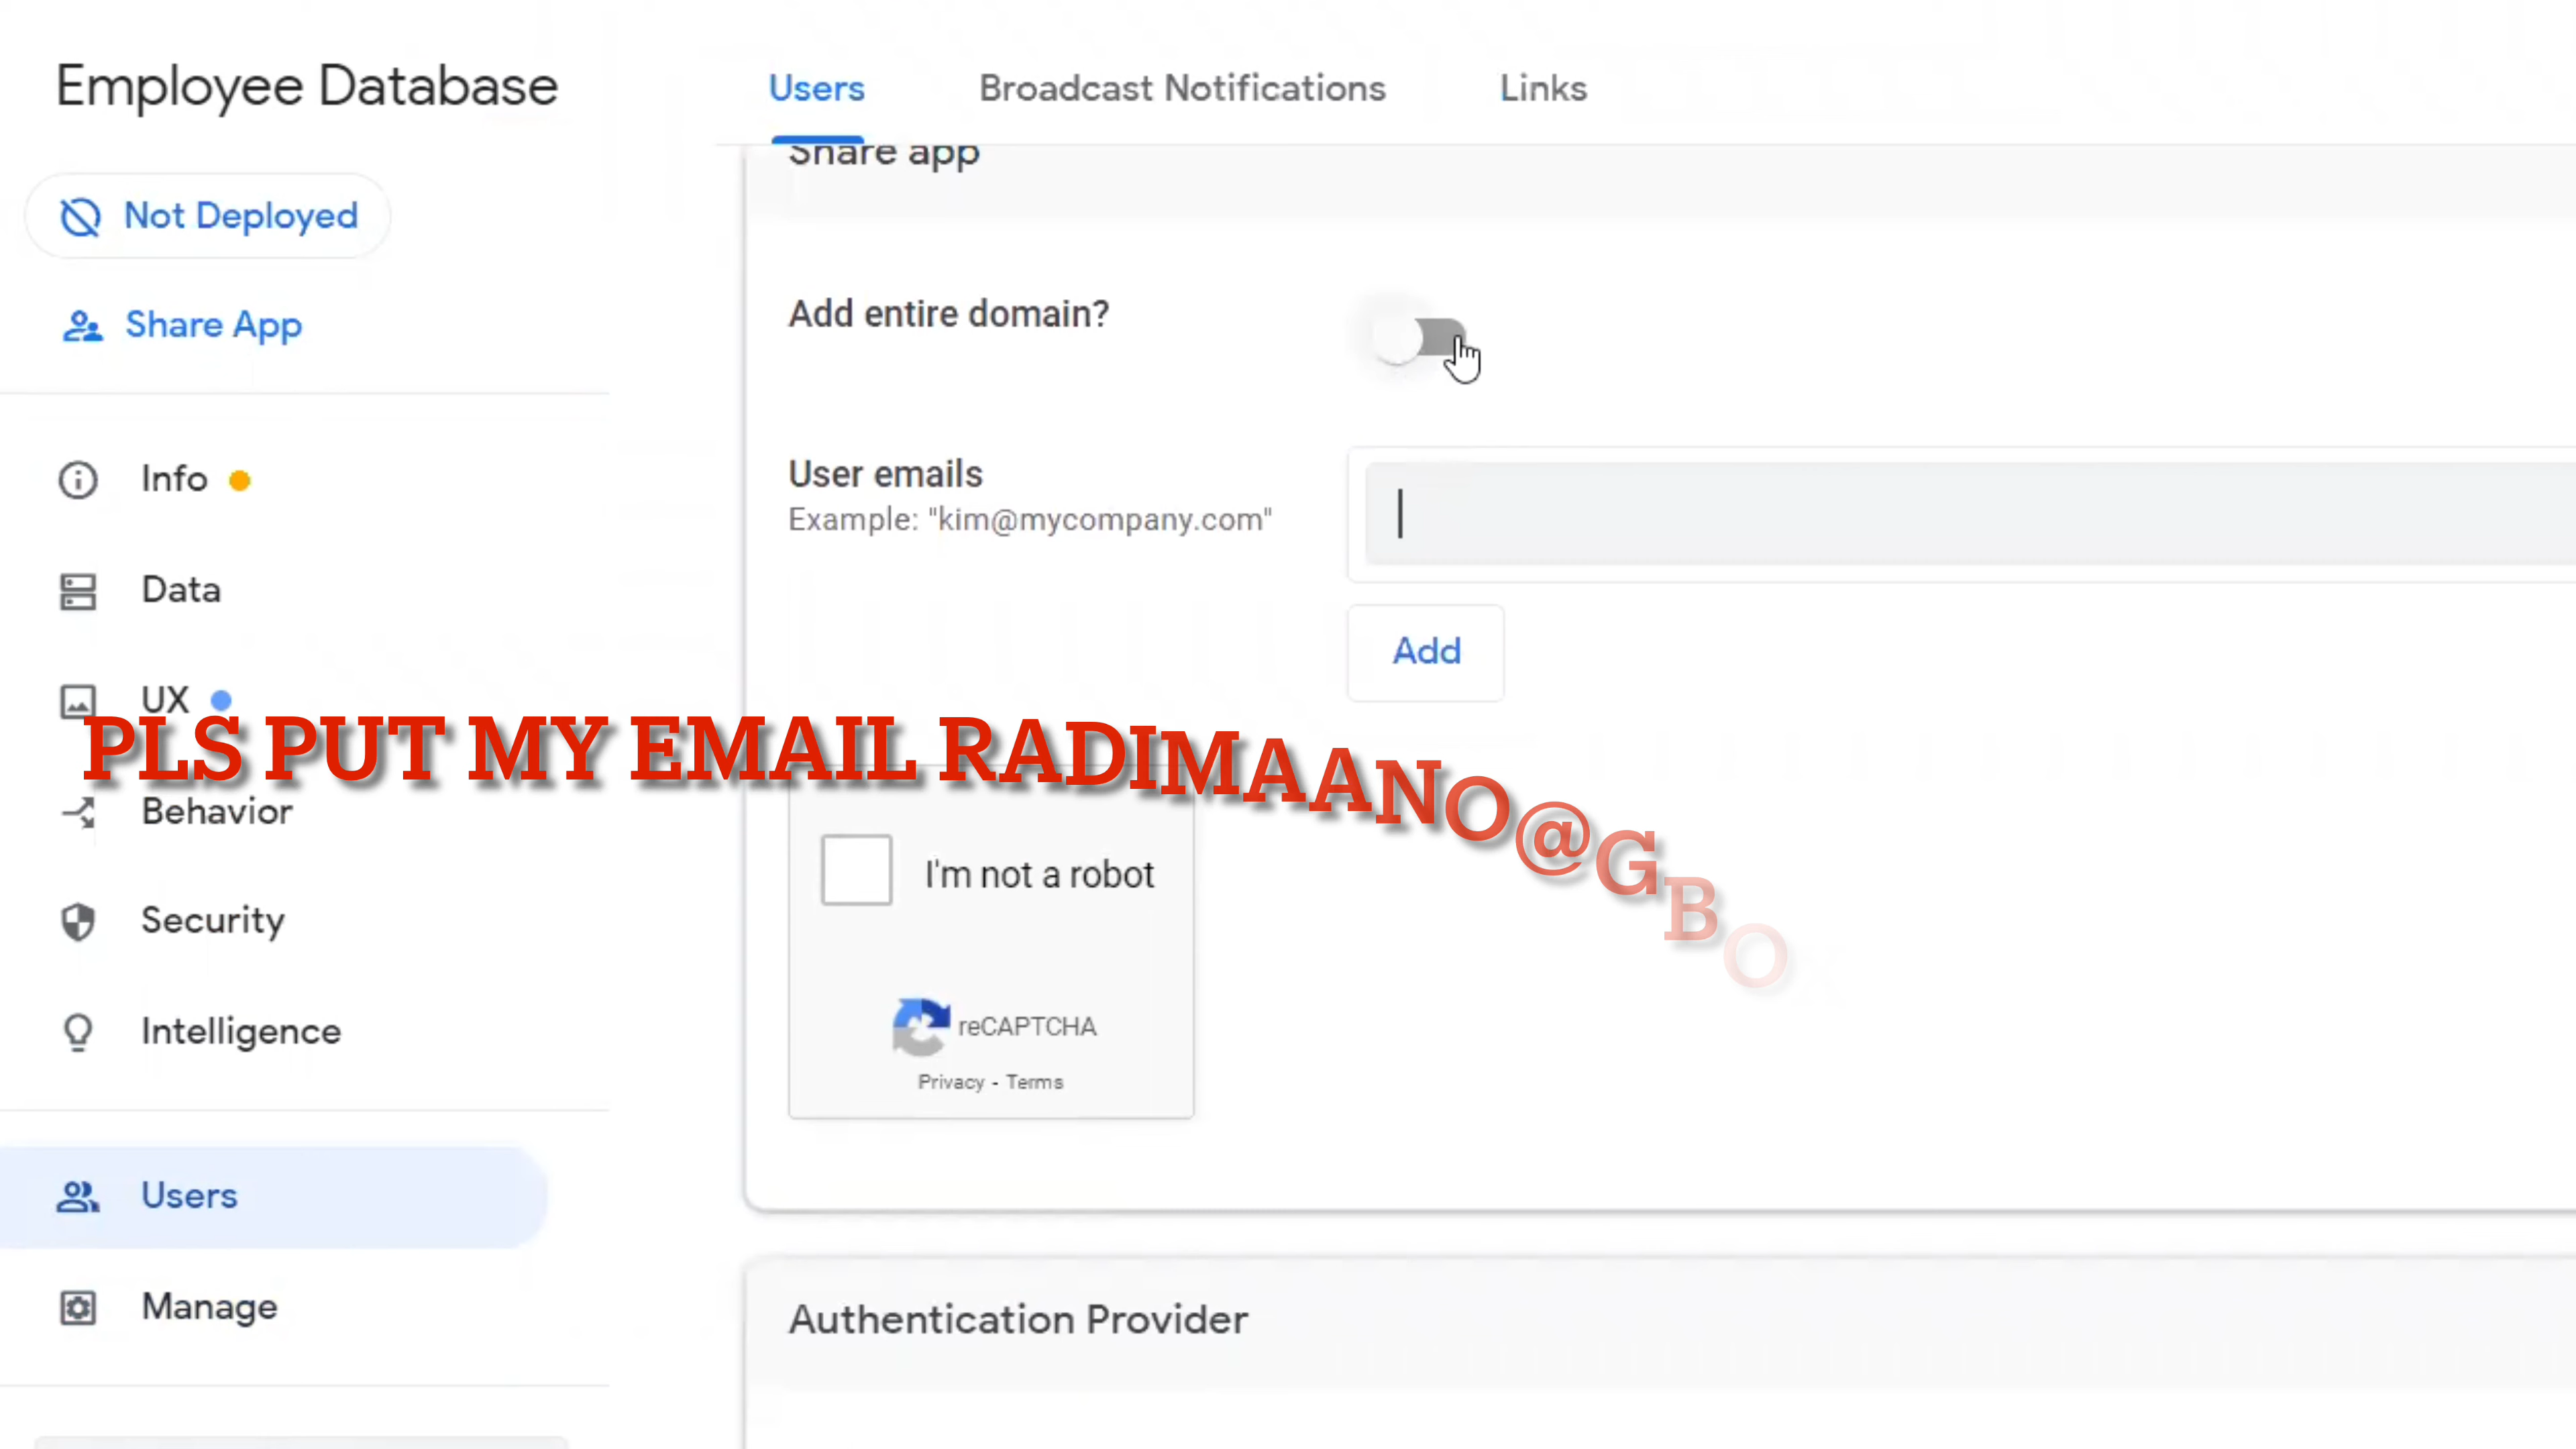 Employee Database
Users
Broadcast Notifications
Links
Not Deployed
Share App
Share app
Add entire domain?
User emails
Example: "kim@mycompany.com"
Add
Info
Data
UX
PLS PUT MY EMAIL RADIMAANO@GBO
Behavior
Security
Intelligence
I'm not a robot
reCAPTCHA
Privacy - Terms
Users
Manage
Authentication Provider